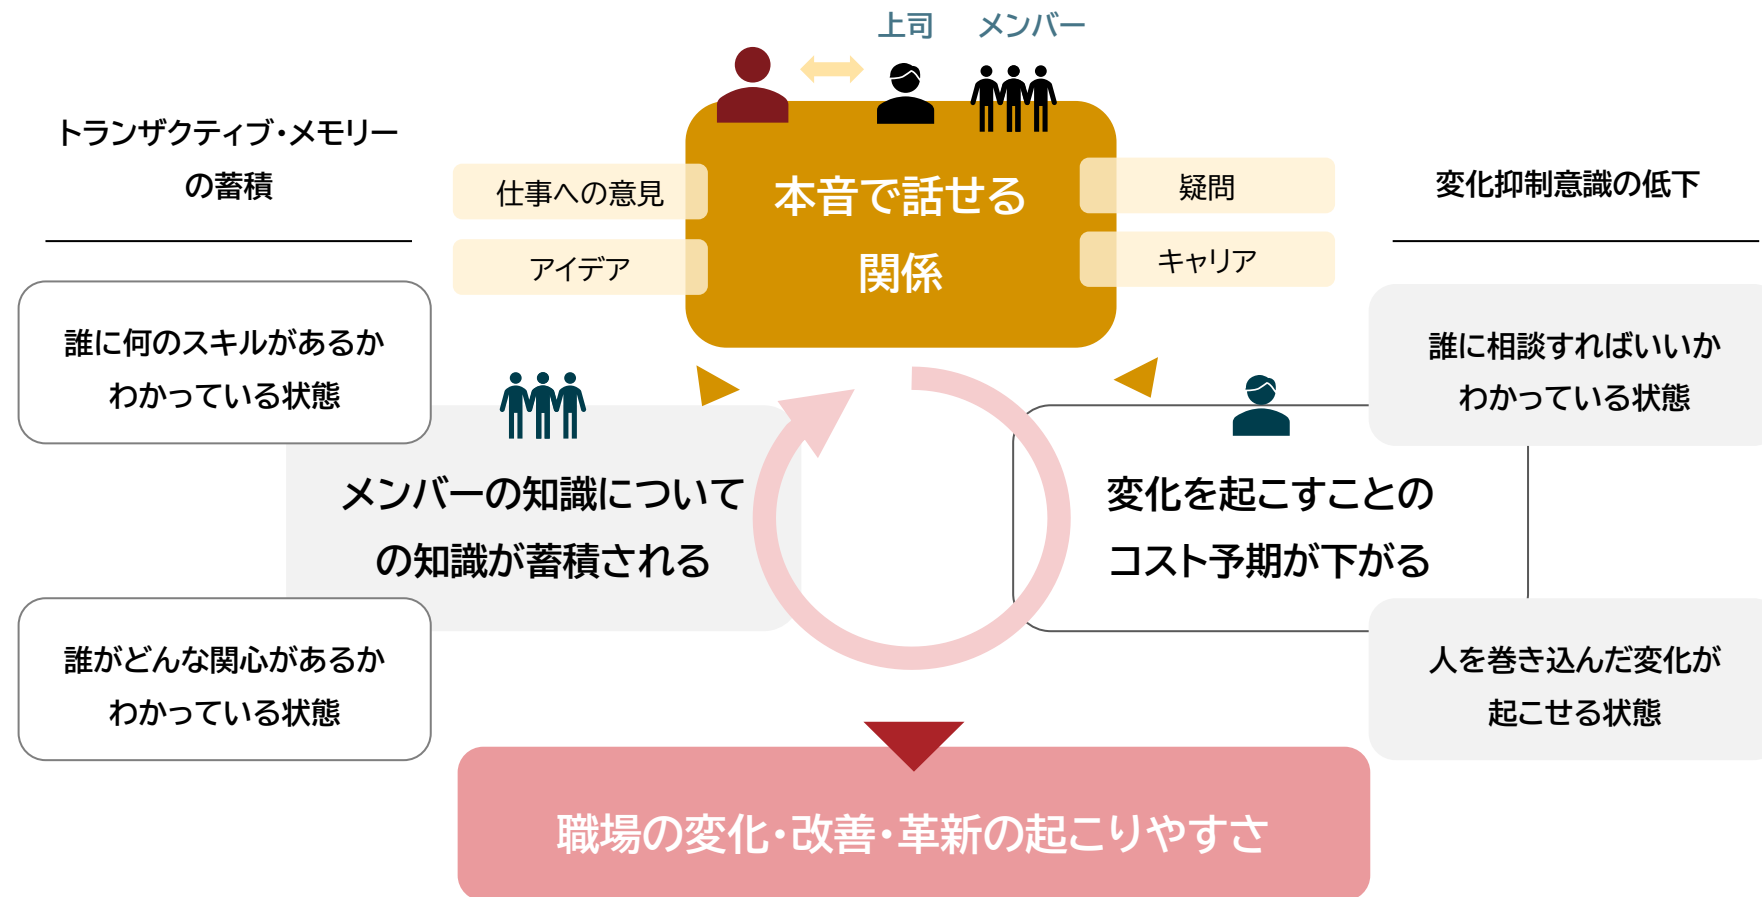 上司
メンバー
トランザクティブ・メモリー
の蓄積
仕事への意見
アイデア
本音で話せる
関係
疑問
キャリア
変化抑制意識の低下
誰に何のスキルがあるか
わかっている状態
誰に相談すればいいか
わかっている状態
メンバーの知識について
の知識が蓄積される
変化を起こすことの
コスト予期が下がる
誰がどんな関心があるか
わかっている状態
人を巻き込んだ変化が
起こせる状態
職場の変化・改善・革新の起こりやすさ